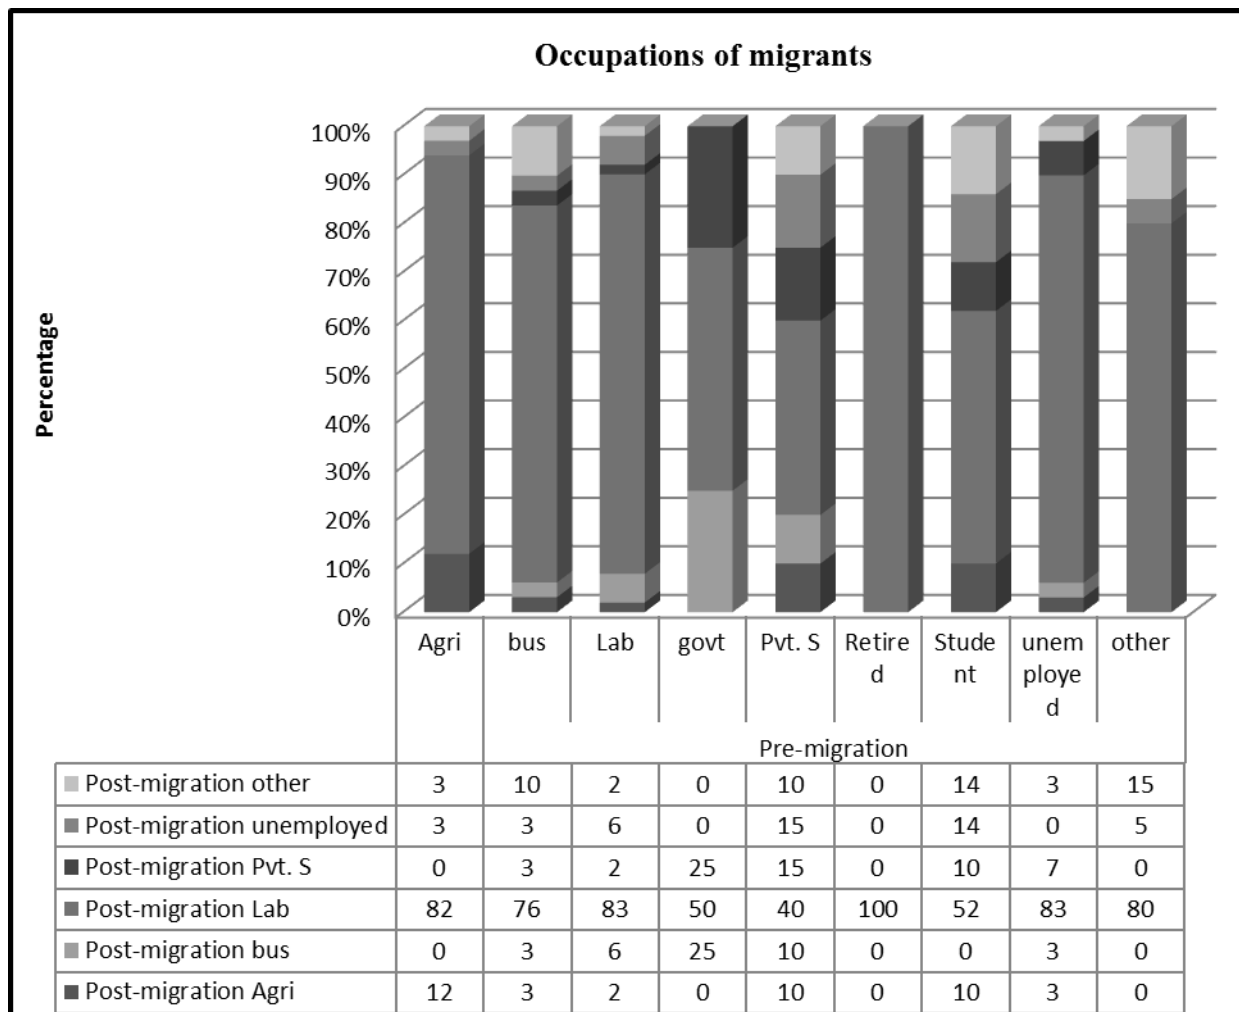 Occupations of migrants
Percentage
100%
90%
80%
70%
60%
50%
40%
30%
20%
10%
0%
Agri bus Lab govt Pvt. S Retire Stude unem other
d nt ploye
d
Pre-migration
Post-migration other 3 10 2 0 10 0 14 3 15
Post-migration unemployed 3 3 6 0 15 0 14 0 5
Post-migration Pvt. S 0 3 2 25 15 0 10 7 0
Post-migration Lab 82 76 83 50 40 100 52 83 80
Post-migration bus 0 3 6 25 10 0 0 3 0
Post-migration Agri 12 3 2 0 10 0 10 3 0